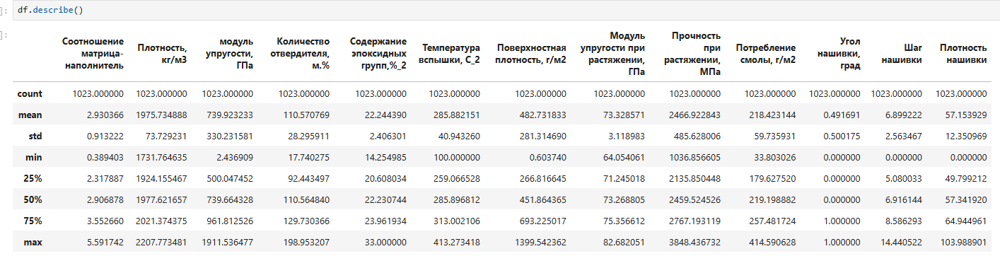 ]: df.describe()
]:
Соотношение матрица-наполнитель Плотность, кг/м3 модуль упругости, ГПа Количество отвердителя, м.% Содержание эпоксидных групп,%_2 Температура вспышки, С_2 Поверхностная плотность, г/м2 Модуль упругости при растяжении, ГПа Прочность при растяжении, МПа Потребление смолы, г/м2 Угол нашивки, град Шаг нашивки Плотность нашивки
count 1023.000000 1023.000000 1023.000000 1023.000000 1023.000000 1023.000000 1023.000000 1023.000000 1023.000000 1023.000000 1023.000000 1023.000000 1023.000000
mean 2.930366 1975.734888 739.923233 110.570769 22.244390 285.882151 482.731833 73.328571 2466.922843 218.423144 0.491691 6.899222 57.153929
std 0.913222 73.729231 330.231581 28.295911 2.406301 40.943260 281.314690 3.118983 485.628006 59.735931 0.500175 2.563467 12.350969
min 0.389403 1731.764635 2.436909 17.740275 14.254985 100.000000 0.603740 64.054061 1036.856605 33.803026 0.000000 0.000000 0.000000
25% 2.317887 1924.155467 500.047452 92.443497 20.608034 259.066528 266.816645 71.245018 2135.850448 179.627520 0.000000 5.080033 49.799212
50% 2.906878 1977.621657 739.664328 110.564840 22.230744 285.896812 451.864365 73.268805 2459.524526 219.198882 0.000000 6.916144 57.341920
75% 3.552660 2021.374375 961.812526 129.730366 23.961934 313.002106 693.225017 75.356612 2767.193119 257.481724 1.000000 8.586293 64.944961
max 5.591742 2207.773481 1911.536477 198.953207 33.000000 413.273418 1399.542362 82.682051 3848.436732 414.590628 1.000000 14.440522 103.988901